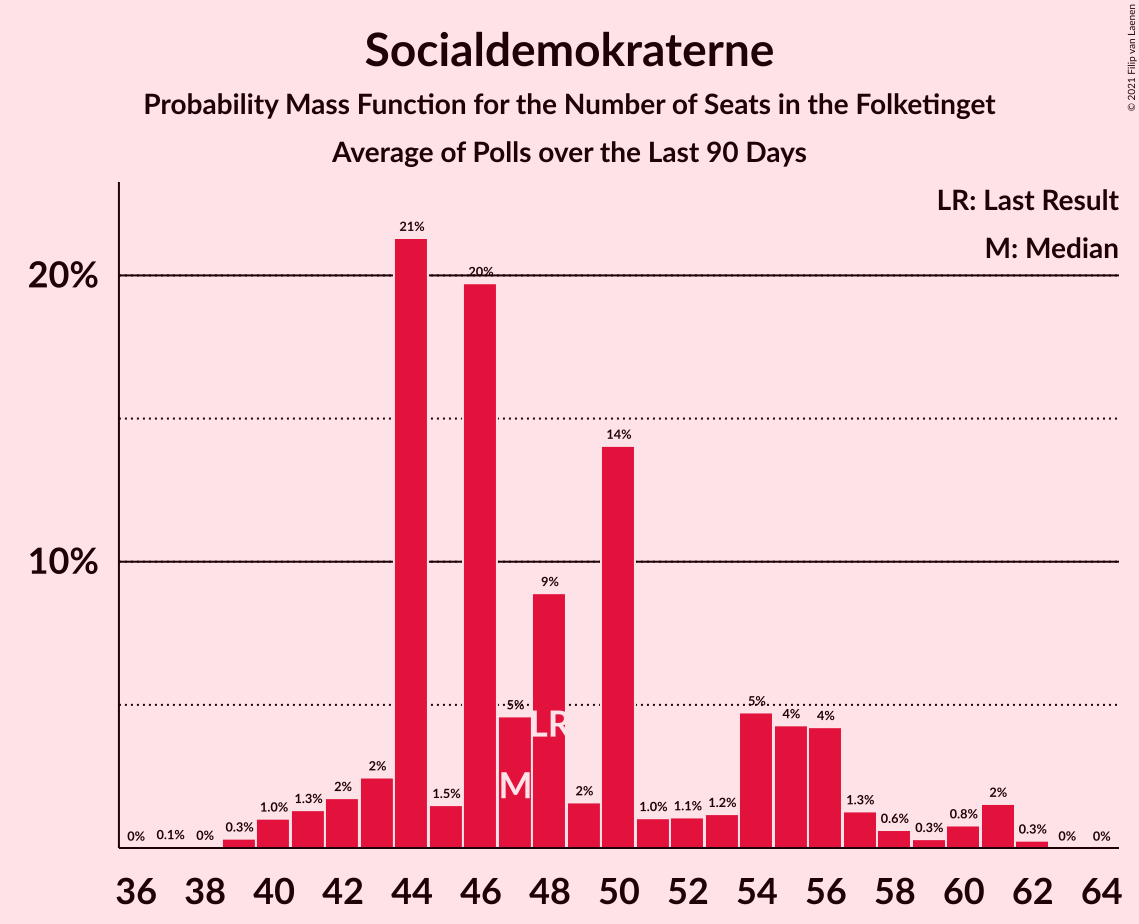 Socialdemokraterne
Probability Mass Function for the Number of Seats in the Folketinget
Average of Polls over the Last 90 Days
© 2021 Filip van Laenen
LR: Last Result
M: Median
20%
10%
0% 0.1% 0% 0.3% 1.0% 1.3% 2% 2% 21% 1.5% 20% 5% 9% 2% 14% 1.0% 1.1% 1.2% 5% 4% 4% 1.3% 0.6% 0.3% 0.8% 2% 0.3% 0% 0%
LR
M
36 38 40 42 44 46 48 50 52 54 56 58 60 62 64